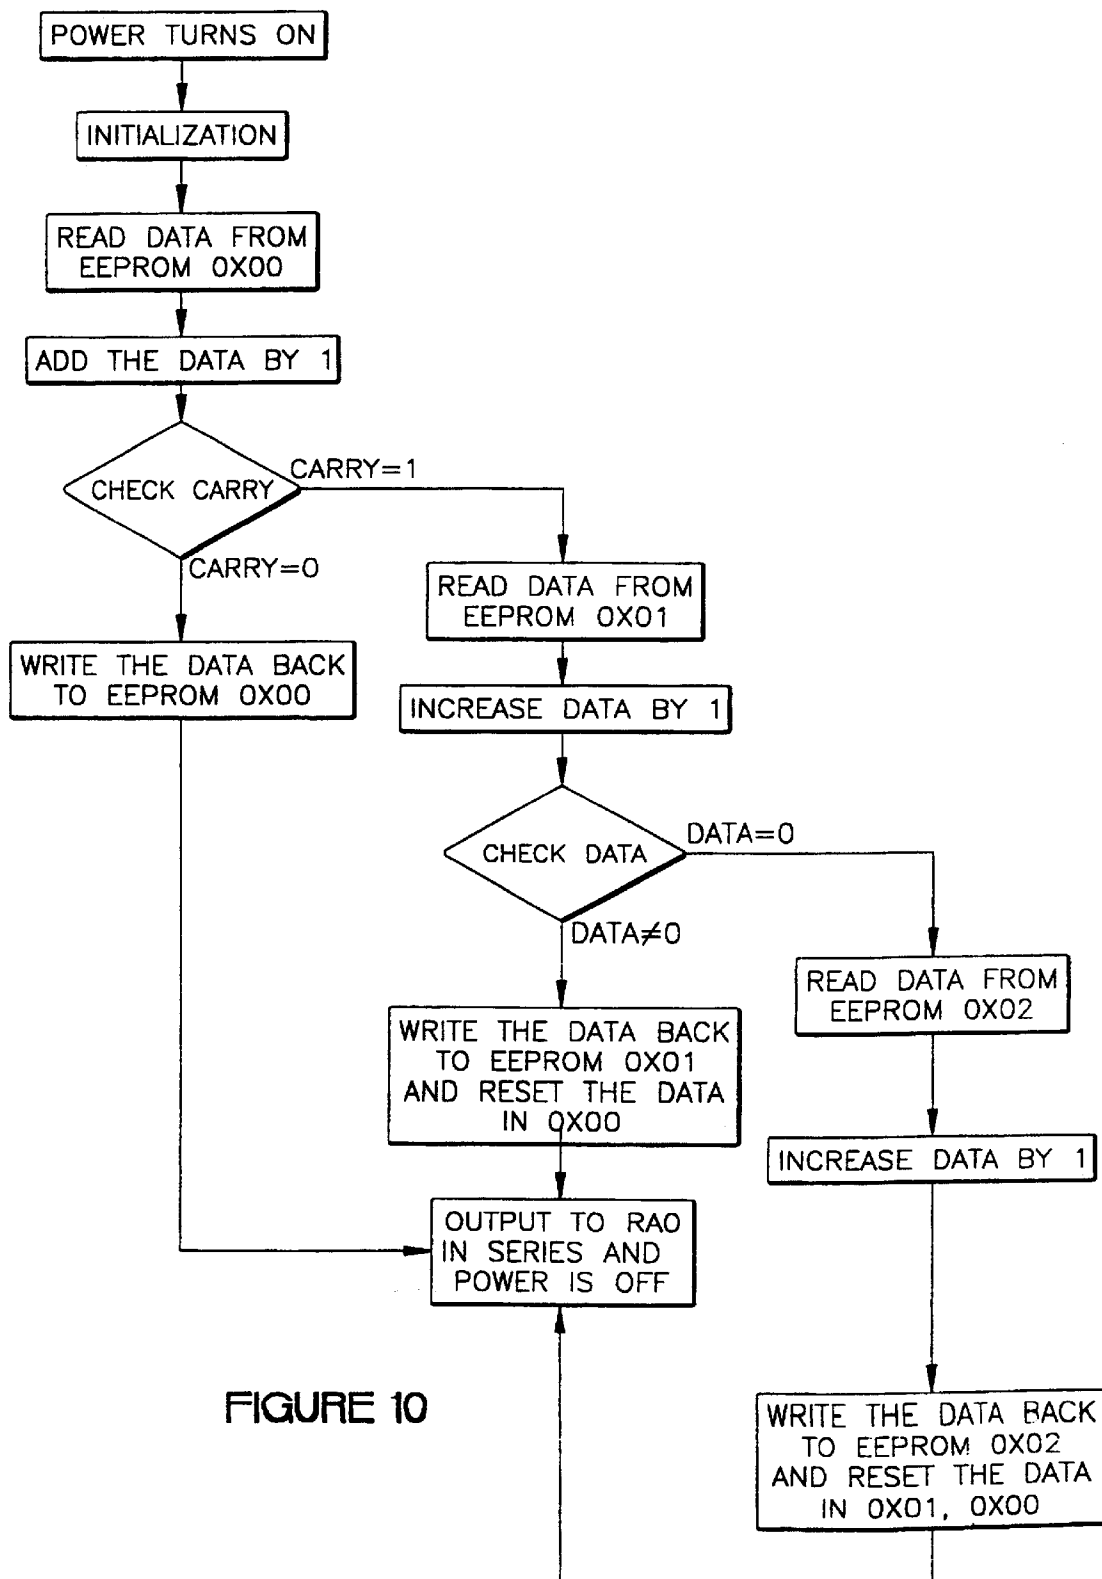 POWER TURNS ON
INITIALIZATION
READ DATA FROM
EEPROM 0X00
ADD THE DATA BY 1
CHECK CARRY
CARRY=1
CARRY=0
WRITE THE DATA BACK
TO EEPROM 0X00
READ DATA FROM
EEPROM 0X01
INCREASE DATA BY 1
CHECK DATA
DATA=0
DATA≠0
WRITE THE DATA BACK
TO EEPROM 0X01
AND RESET THE DATA
IN 0X00
READ DATA FROM
EEPROM 0X02
INCREASE DATA BY 1
OUTPUT TO RA0
IN SERIES AND
POWER IS OFF
WRITE THE DATA BACK
TO EEPROM 0X02
AND RESET THE DATA
IN 0X01, 0X00
FIGURE 10